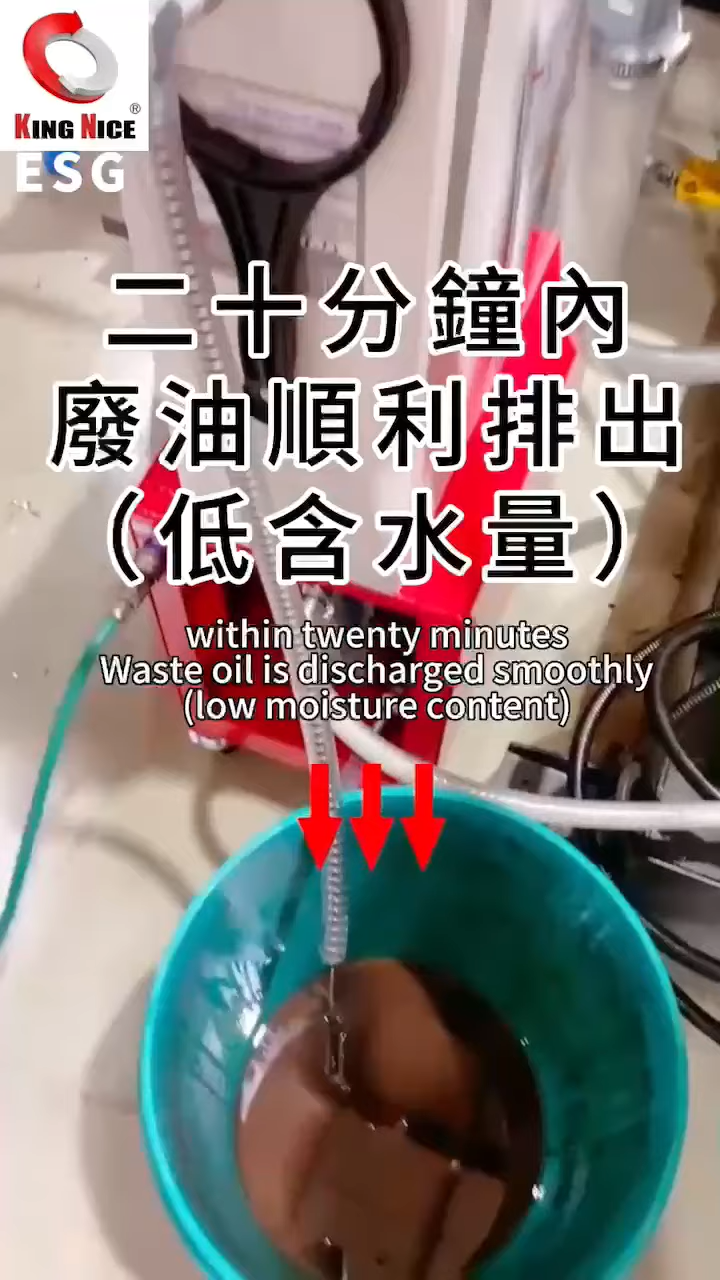 KING NICE®
ESG
二十分鐘內
廢油順利排出
（低含水量）
within twenty minutes
Waste oil is discharged smoothly
(low moisture content)